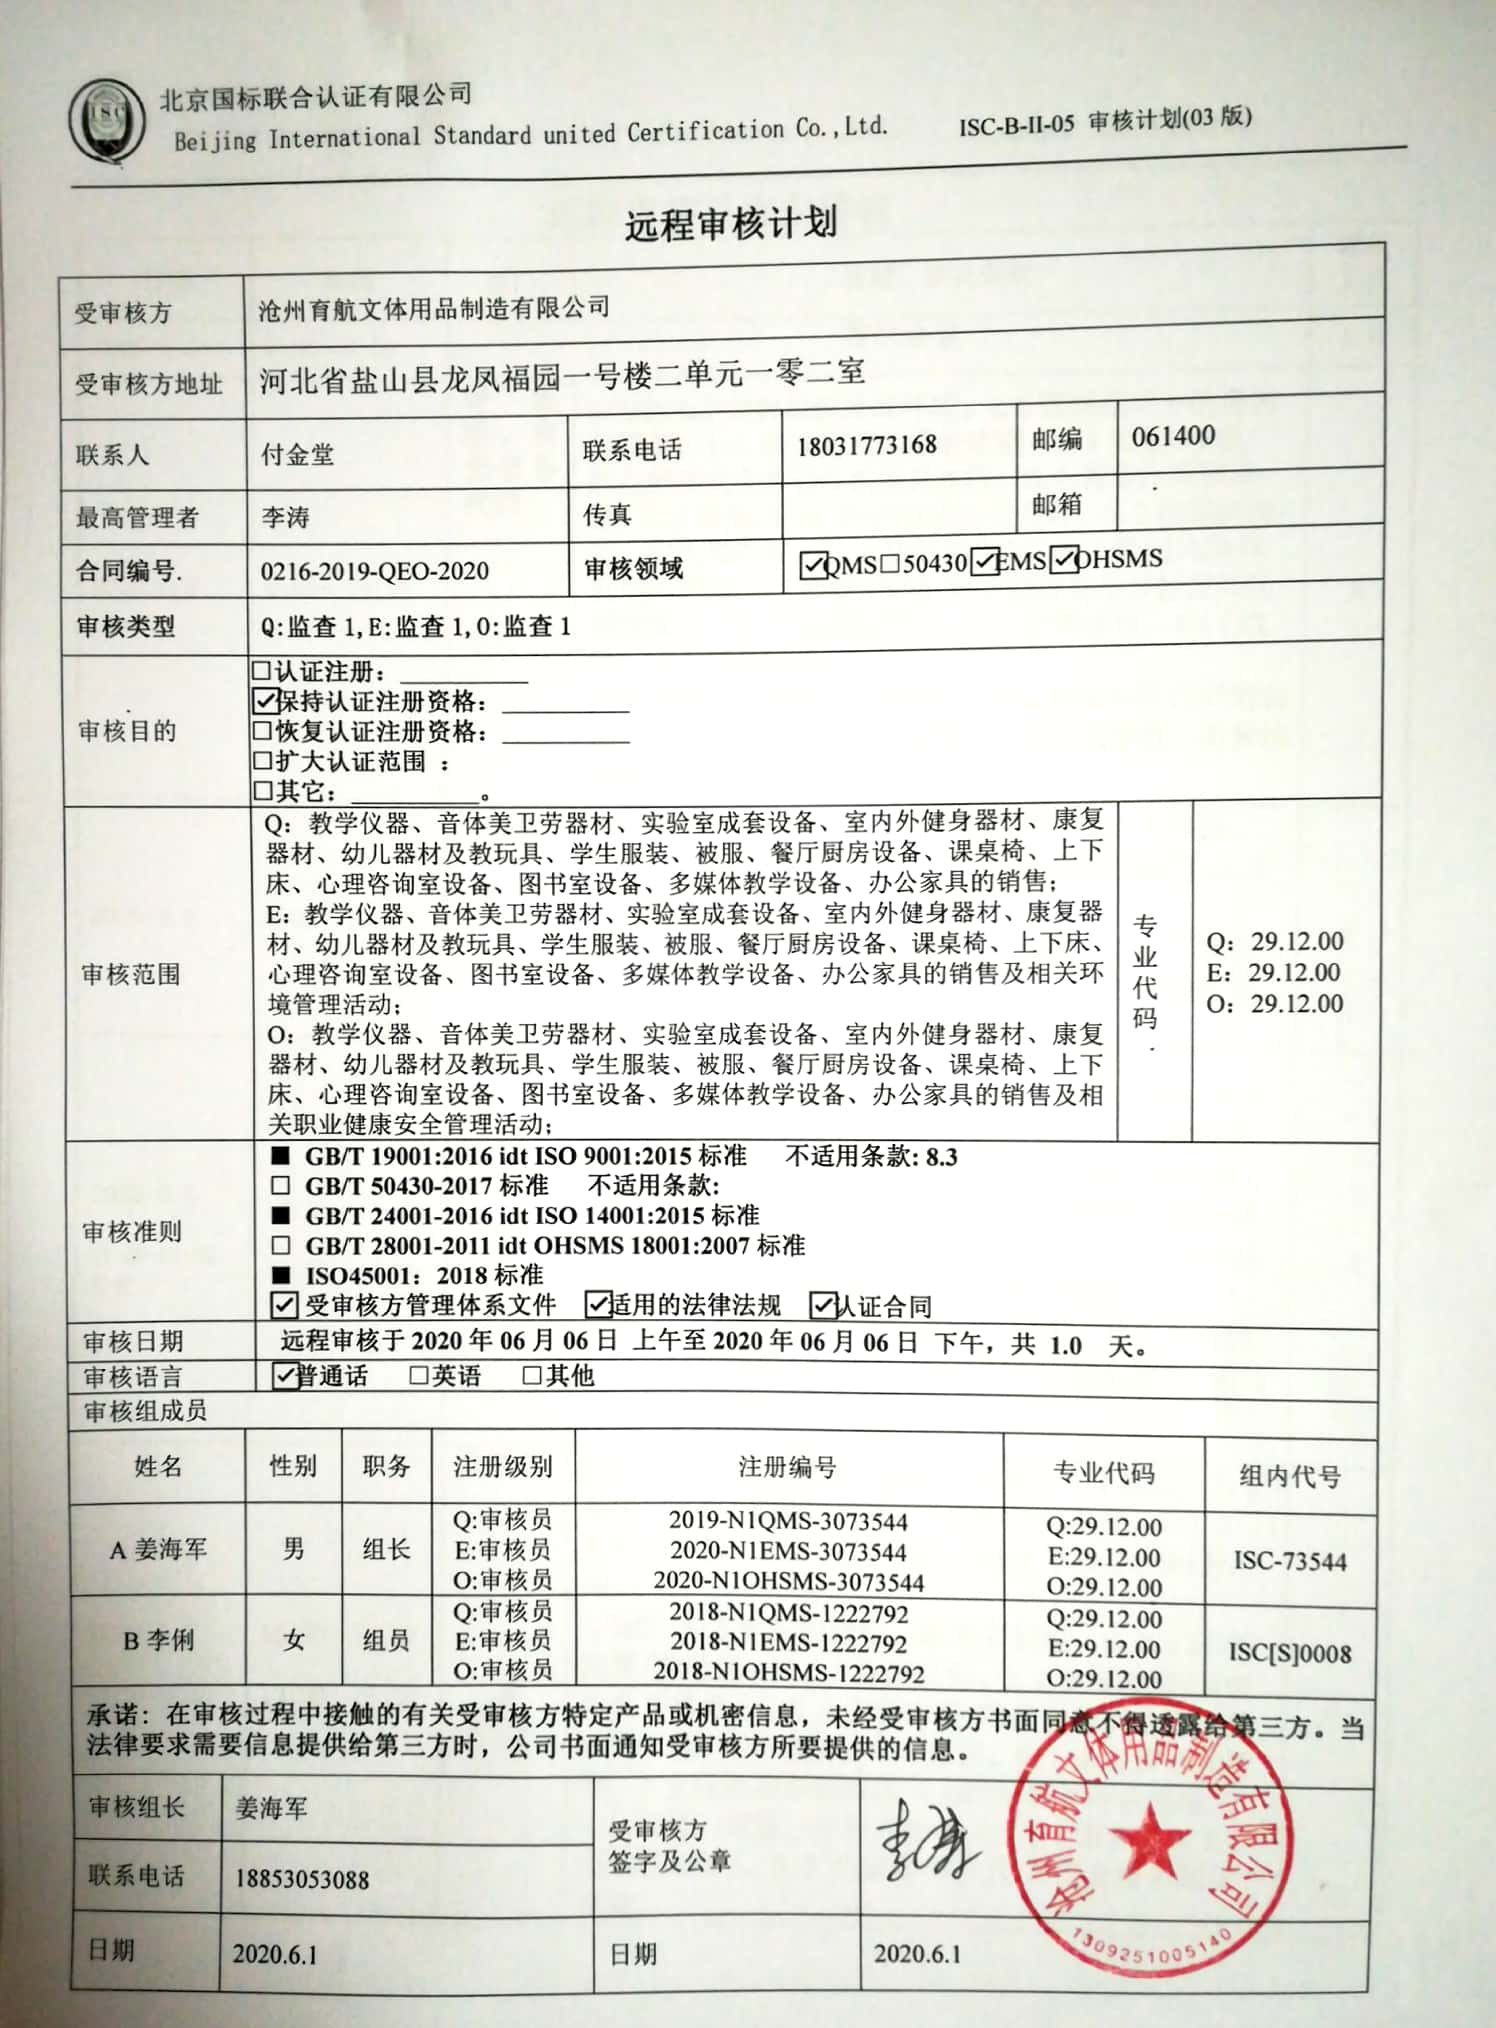 ISC
北京国标联合认证有限公司
Beijing International Standard united Certification Co.,Ltd.
ISC-B-II-05 审核计划(03 版)
远程审核计划
受审核方 沧州育航文体用品制造有限公司
受审核方地址 河北省盐山县龙凤福园一号楼二单元一零二室
联系人 付金堂 联系电话 18031773168 邮编 061400
最高管理者 李涛 传真 邮箱
合同编号. 0216-2019-QEO-2020 审核领域 ☑QMS□50430☑EMS☑OHSMS
审核类型 Q:监查 1,E:监查 1,O:监查 1
审核目的
□认证注册：
☑保持认证注册资格：
□恢复认证注册资格：
□扩大认证范围 ：
□其它： 。
审核范围
Q：教学仪器、音体美卫劳器材、实验室成套设备、室内外健身器材、康复
器材、幼儿器材及教玩具、学生服装、被服、餐厅厨房设备、课桌椅、上下
床、心理咨询室设备、图书室设备、多媒体教学设备、办公家具的销售；
E：教学仪器、音体美卫劳器材、实验室成套设备、室内外健身器材、康复器
材、幼儿器材及教玩具、学生服装、被服、餐厅厨房设备、课桌椅、上下床、
心理咨询室设备、图书室设备、多媒体教学设备、办公家具的销售及相关环
境管理活动；
O：教学仪器、音体美卫劳器材、实验室成套设备、室内外健身器材、康复
器材、幼儿器材及教玩具、学生服装、被服、餐厅厨房设备、课桌椅、上下
床、心理咨询室设备、图书室设备、多媒体教学设备、办公家具的销售及相
关职业健康安全管理活动；
专业代码
Q：29.12.00
E：29.12.00
O：29.12.00
审核准则
■ GB/T 19001:2016 idt ISO 9001:2015 标准 不适用条款: 8.3
□ GB/T 50430-2017 标准 不适用条款:
■ GB/T 24001-2016 idt ISO 14001:2015 标准
□ GB/T 28001-2011 idt OHSMS 18001:2007 标准
■ ISO45001：2018 标准
☑ 受审核方管理体系文件 ☑适用的法律法规 ☑认证合同
审核日期 远程审核于 2020 年 06 月 06 日 上午至 2020 年 06 月 06 日 下午，共 1.0 天。
审核语言 ☑普通话 □英语 □其他
审核组成员
姓名 性别 职务 注册级别 注册编号 专业代码 组内代号
A 姜海军 男 组长
Q:审核员 2019-N1QMS-3073544 Q:29.12.00
E:审核员 2020-N1EMS-3073544 E:29.12.00
O:审核员 2020-N1OHSMS-3073544 O:29.12.00
ISC-73544
B 李俐 女 组员
Q:审核员 2018-N1QMS-1222792 Q:29.12.00
E:审核员 2018-N1EMS-1222792 E:29.12.00
O:审核员 2018-N1OHSMS-1222792 O:29.12.00
ISC[S]0008
承诺：在审核过程中接触的有关受审核方特定产品或机密信息，未经受审核方书面同意不得透露给第三方。当
法律要求需要信息提供给第三方时，公司书面通知受审核方所要提供的信息。
审核组长 姜海军
联系电话 18853053088
受审核方
签字及公章
李涛
沧州育航文体用品制造有限公司
1309251005140
日期 2020.6.1 日期 2020.6.1